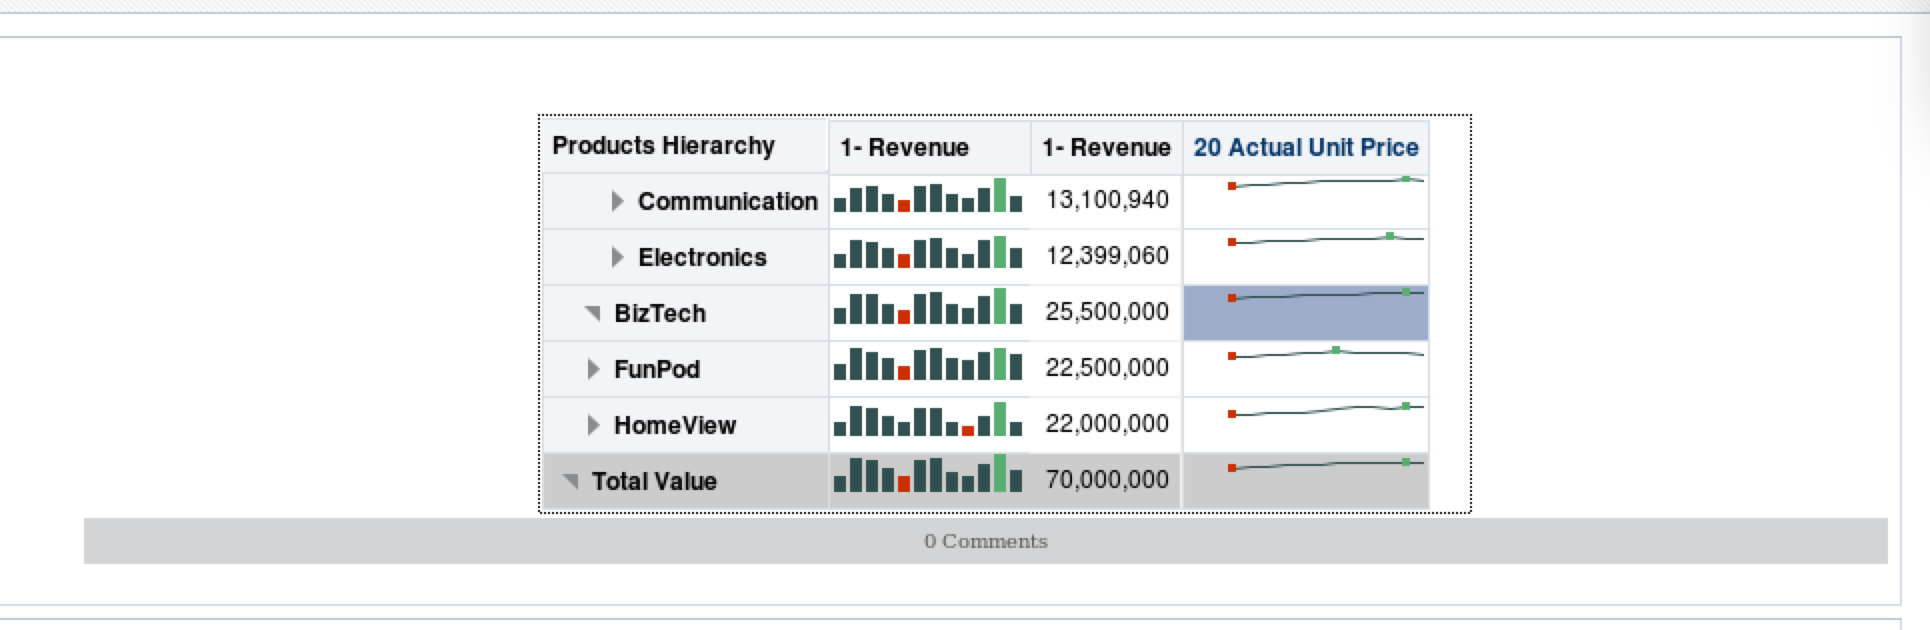 Products Hierarchy 1- Revenue 1- Revenue 20 Actual Unit Price
Communication 13,100,940
Electronics 12,399,060
BizTech 25,500,000
FunPod 22,500,000
HomeView 22,000,000
Total Value 70,000,000
0 Comments